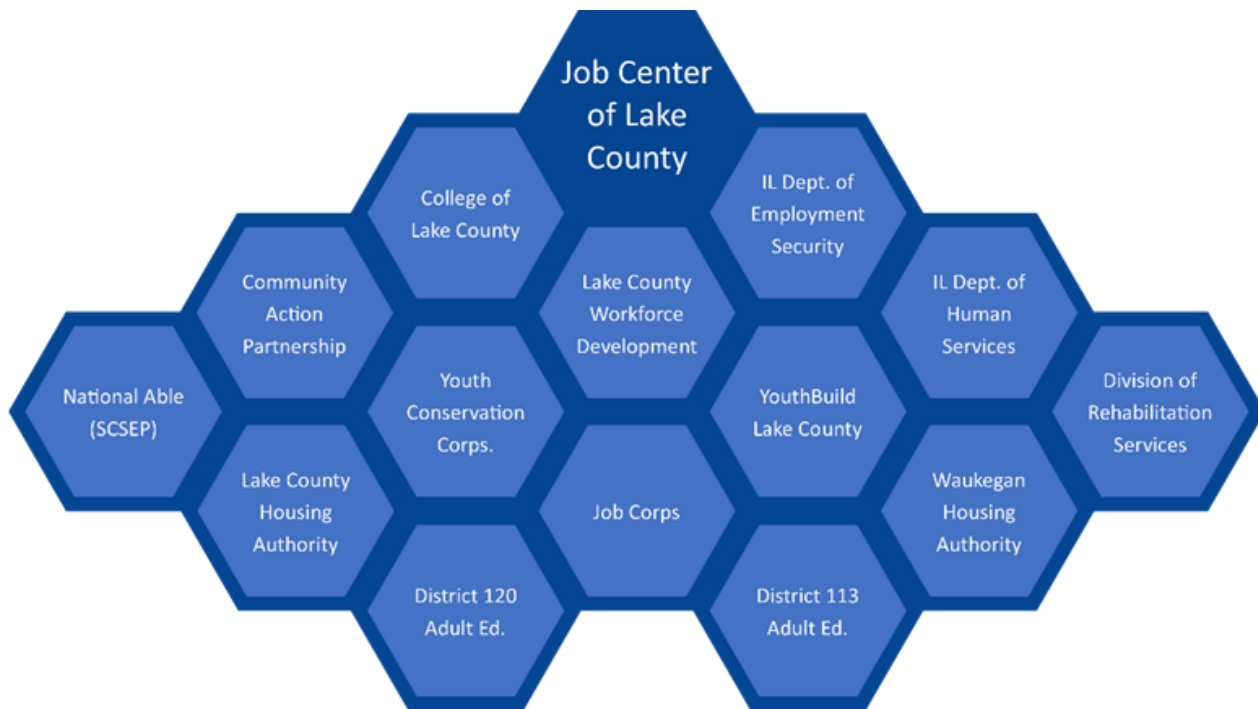 Job Center
of Lake
County
College of
Lake County
IL Dept. of
Employment
Security
Community
Action
Partnership
Lake County
Workforce
Development
IL Dept. of
Human
Services
National Able
(SCSEP)
Youth
Conservation
Corps.
YouthBuild
Lake County
Division of
Rehabilitation
Services
Lake County
Housing
Authority
Job Corps
Waukegan
Housing
Authority
District 120
Adult Ed.
District 113
Adult Ed.